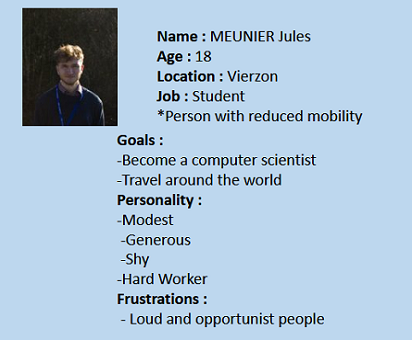 Name : MEUNIER Jules
Age : 18
Location : Vierzon
Job : Student
*Person with reduced mobility
Goals :
-Become a computer scientist
-Travel around the world
Personality :
-Modest
-Generous
-Shy
-Hard Worker
Frustrations :
- Loud and opportunist people